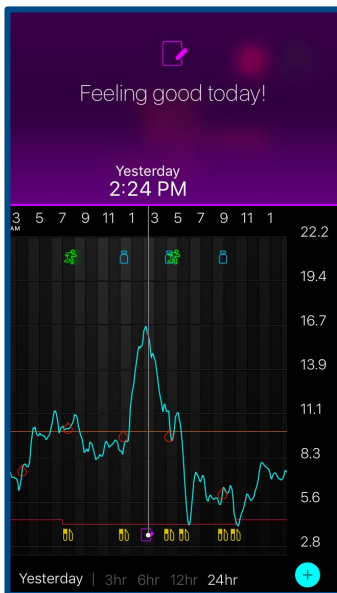 Feeling good today!
Yesterday
2:24 PM
3 5 7 9 11 1 3 5 7 9 11 1
AM
22.2
19.4
16.7
13.9
11.1
8.3
5.6
2.8
Yesterday | 3hr 6hr 12hr 24hr
+